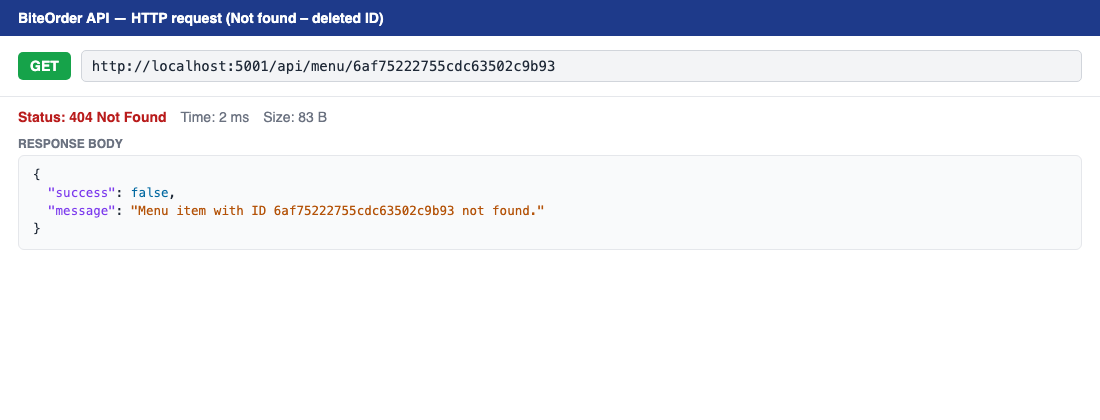 BiteOrder API — HTTP request (Not found – deleted ID)
GET http://localhost:5001/api/menu/6af75222755cdc63502c9b93
Status: 404 Not Found Time: 2 ms Size: 83 B
RESPONSE BODY
{
  "success": false,
  "message": "Menu item with ID 6af75222755cdc63502c9b93 not found."
}